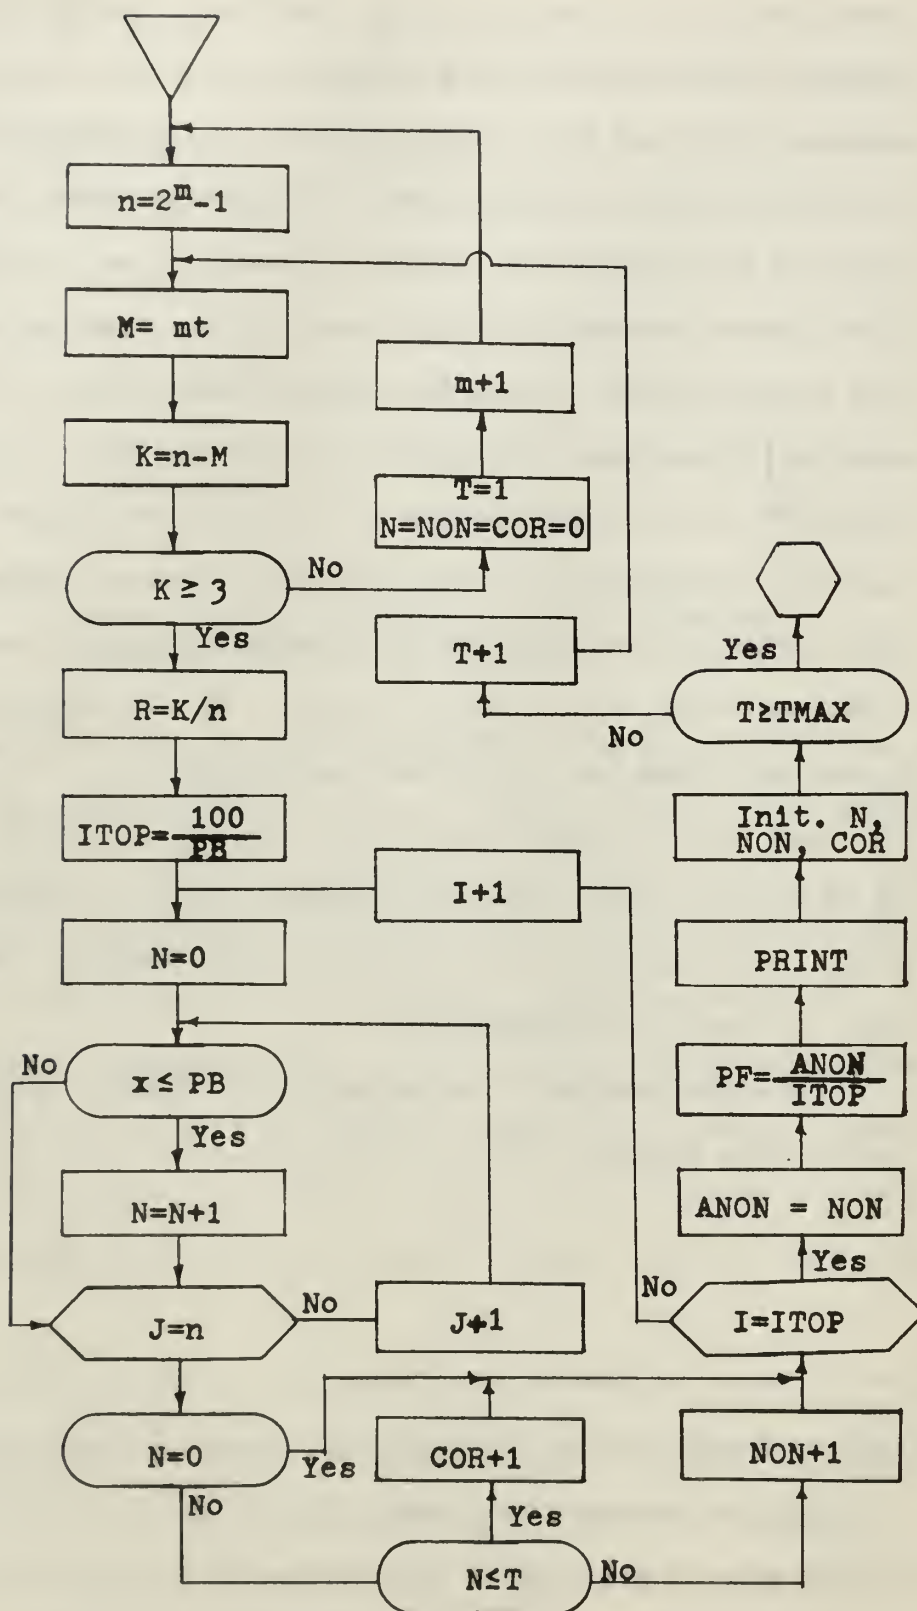 n=2^m-1
M= mt
K=n-M
K ≥ 3
No
Yes
m+1
T=1
N=NON=COR=0
R=K/n
T+1
Yes
T≥TMAX
No
ITOP=100/PB
Init. N,
NON, COR
I+1
N=0
PRINT
No
x ≤ PB
Yes
PF=ANON/ITOP
N=N+1
ANON = NON
Yes
J=n
No
J+1
No
I=ITOP
N=0
Yes
No
COR+1
NON+1
Yes
N≤T
No